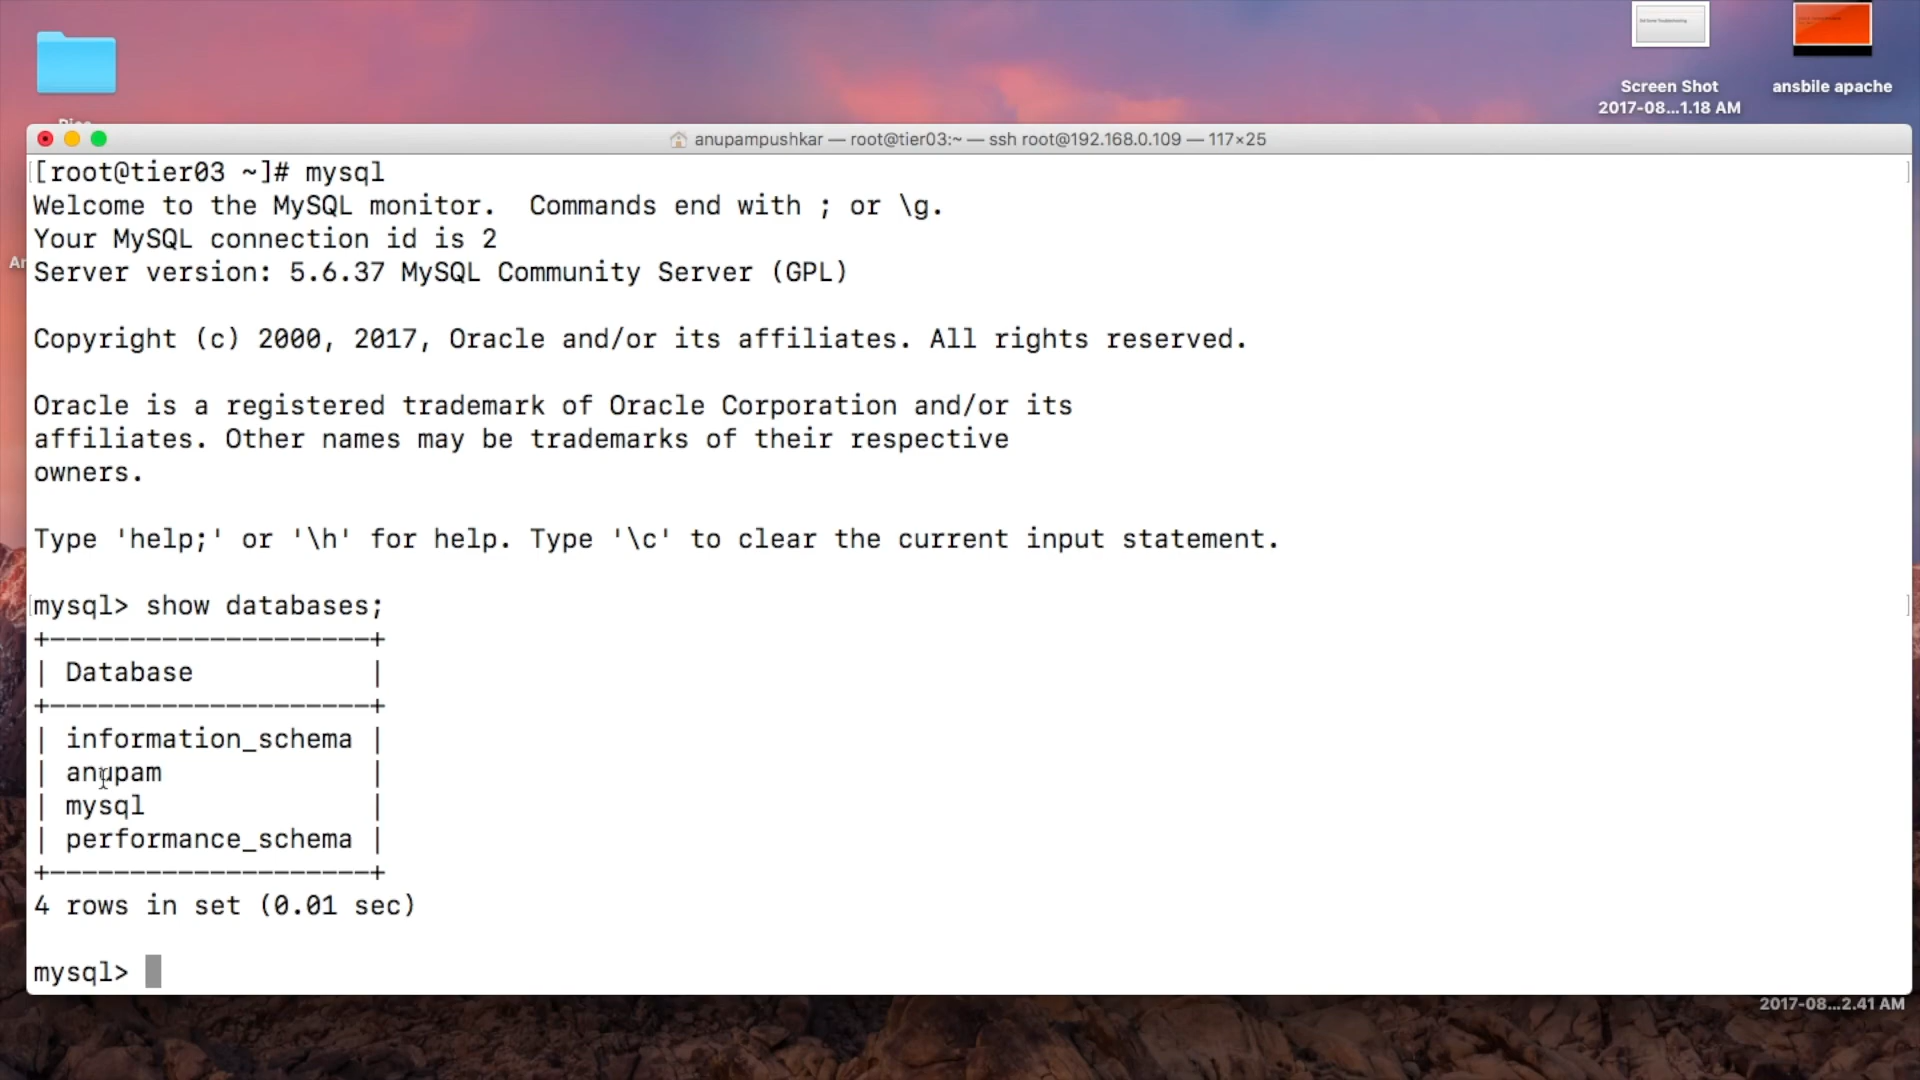 Screen Shot
2017-08...1.18 AM
ansbile apache
anupampushkar — root@tier03:~ — ssh root@192.168.0.109 — 117×25
[root@tier03 ~]# mysql
Welcome to the MySQL monitor.  Commands end with ; or \g.
Your MySQL connection id is 2
Server version: 5.6.37 MySQL Community Server (GPL)
Copyright (c) 2000, 2017, Oracle and/or its affiliates. All rights reserved.
Oracle is a registered trademark of Oracle Corporation and/or its
affiliates. Other names may be trademarks of their respective
owners.
Type 'help;' or '\h' for help. Type '\c' to clear the current input statement.
mysql> show databases;
+--------------------+
| Database           |
+--------------------+
| information_schema |
| anupam             |
| mysql              |
| performance_schema |
+--------------------+
4 rows in set (0.01 sec)
mysql>
2017-08...2.41 AM